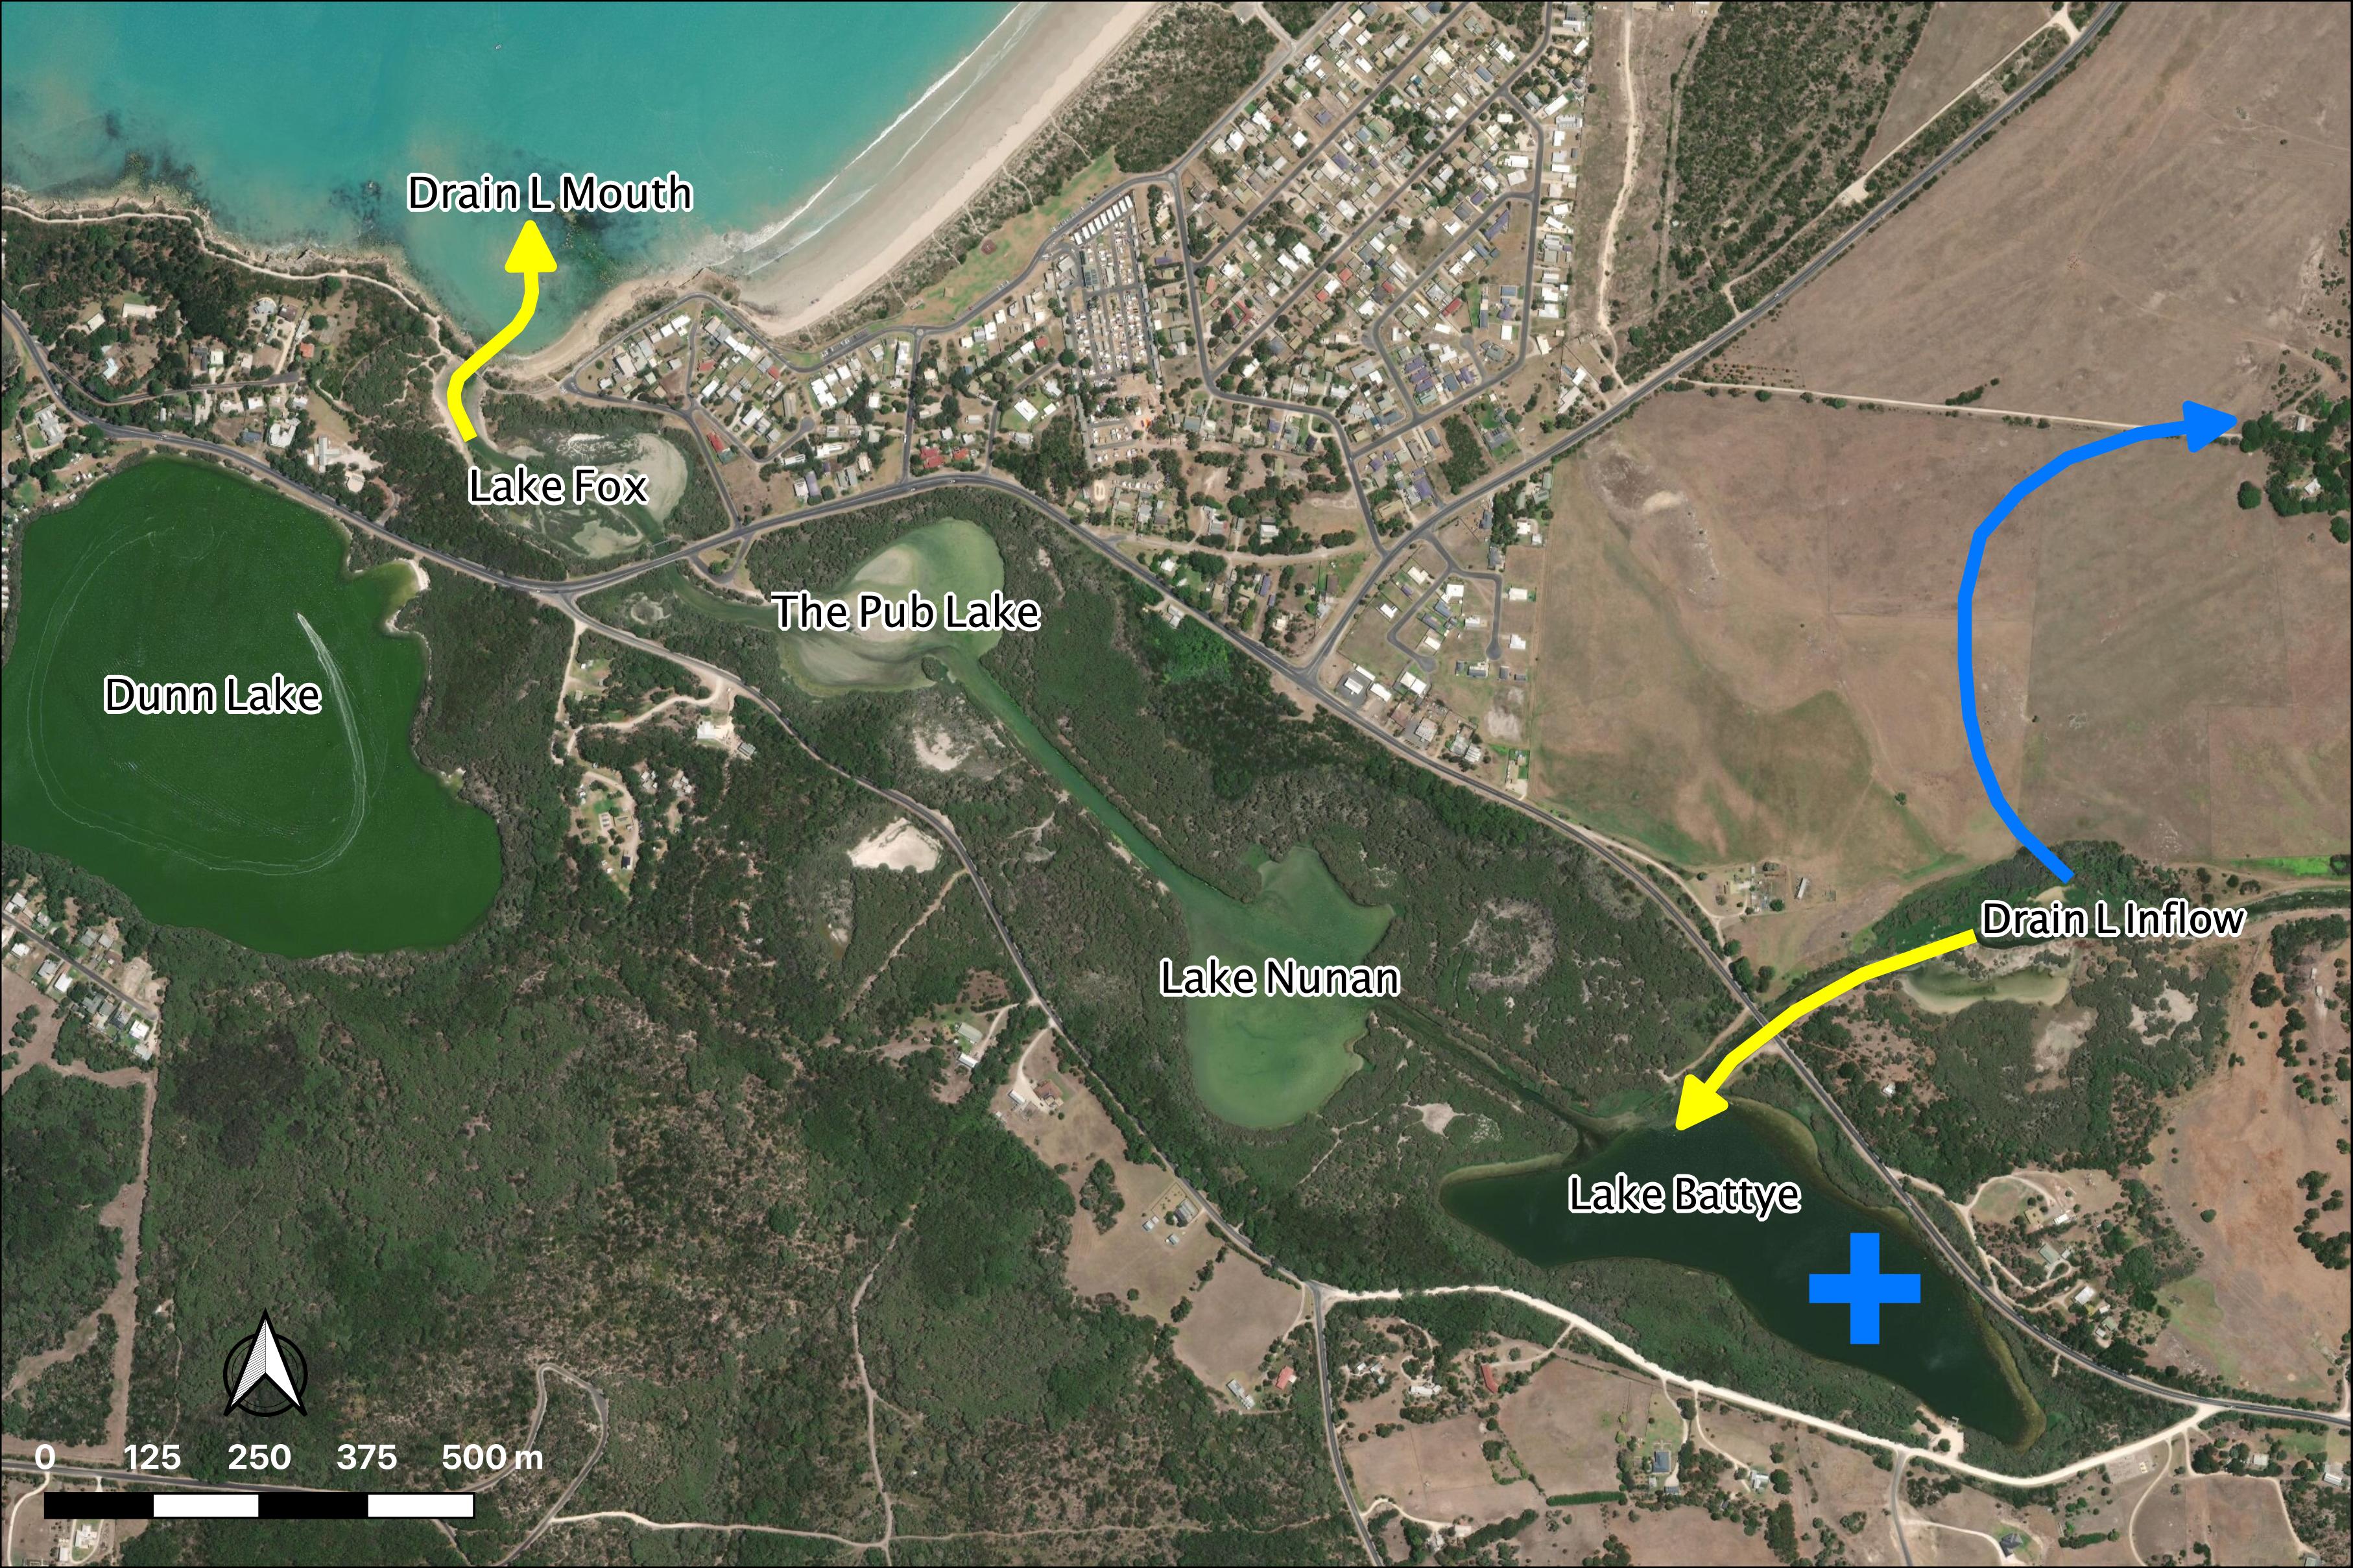 Drain L Mouth
Lake Fox
The Pub Lake
Dunn Lake
Drain L Inflow
Lake Nunan
Lake Battye
0 125 250 375 500 m